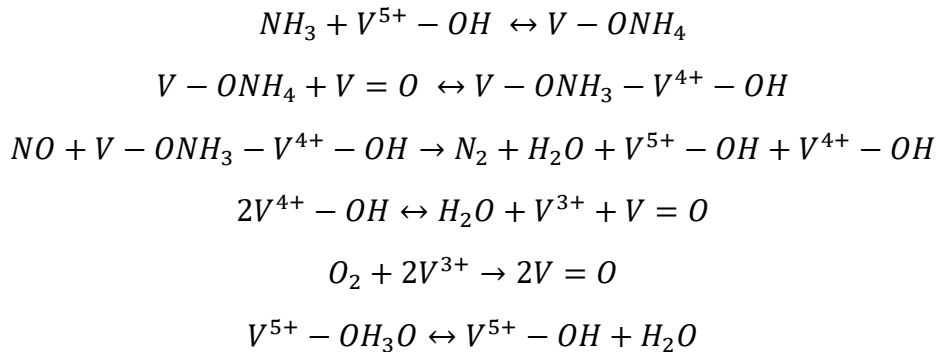 NH₃ + V⁵⁺ − OH ↔ V − ONH₄
V − ONH₄ + V = O ↔ V − ONH₃ − V⁴⁺ − OH
NO + V − ONH₃ − V⁴⁺ − OH → N₂ + H₂O + V⁵⁺ − OH + V⁴⁺ − OH
2V⁴⁺ − OH ↔ H₂O + V³⁺ + V = O
O₂ + 2V³⁺ → 2V = O
V⁵⁺ − OH₃O ↔ V⁵⁺ − OH + H₂O